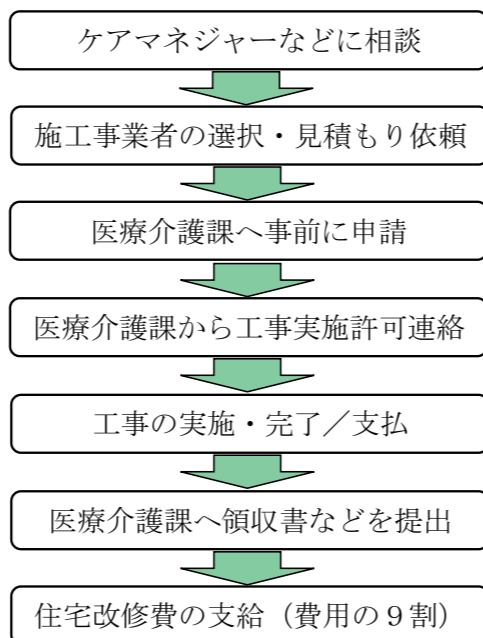 ケアマネジャーなどに相談
施工事業者の選択・見積もり依頼
医療介護課へ事前に申請
医療介護課から工事実施許可連絡
工事の実施・完了／支払
医療介護課へ領収書などを提出
住宅改修費の支給（費用の９割）